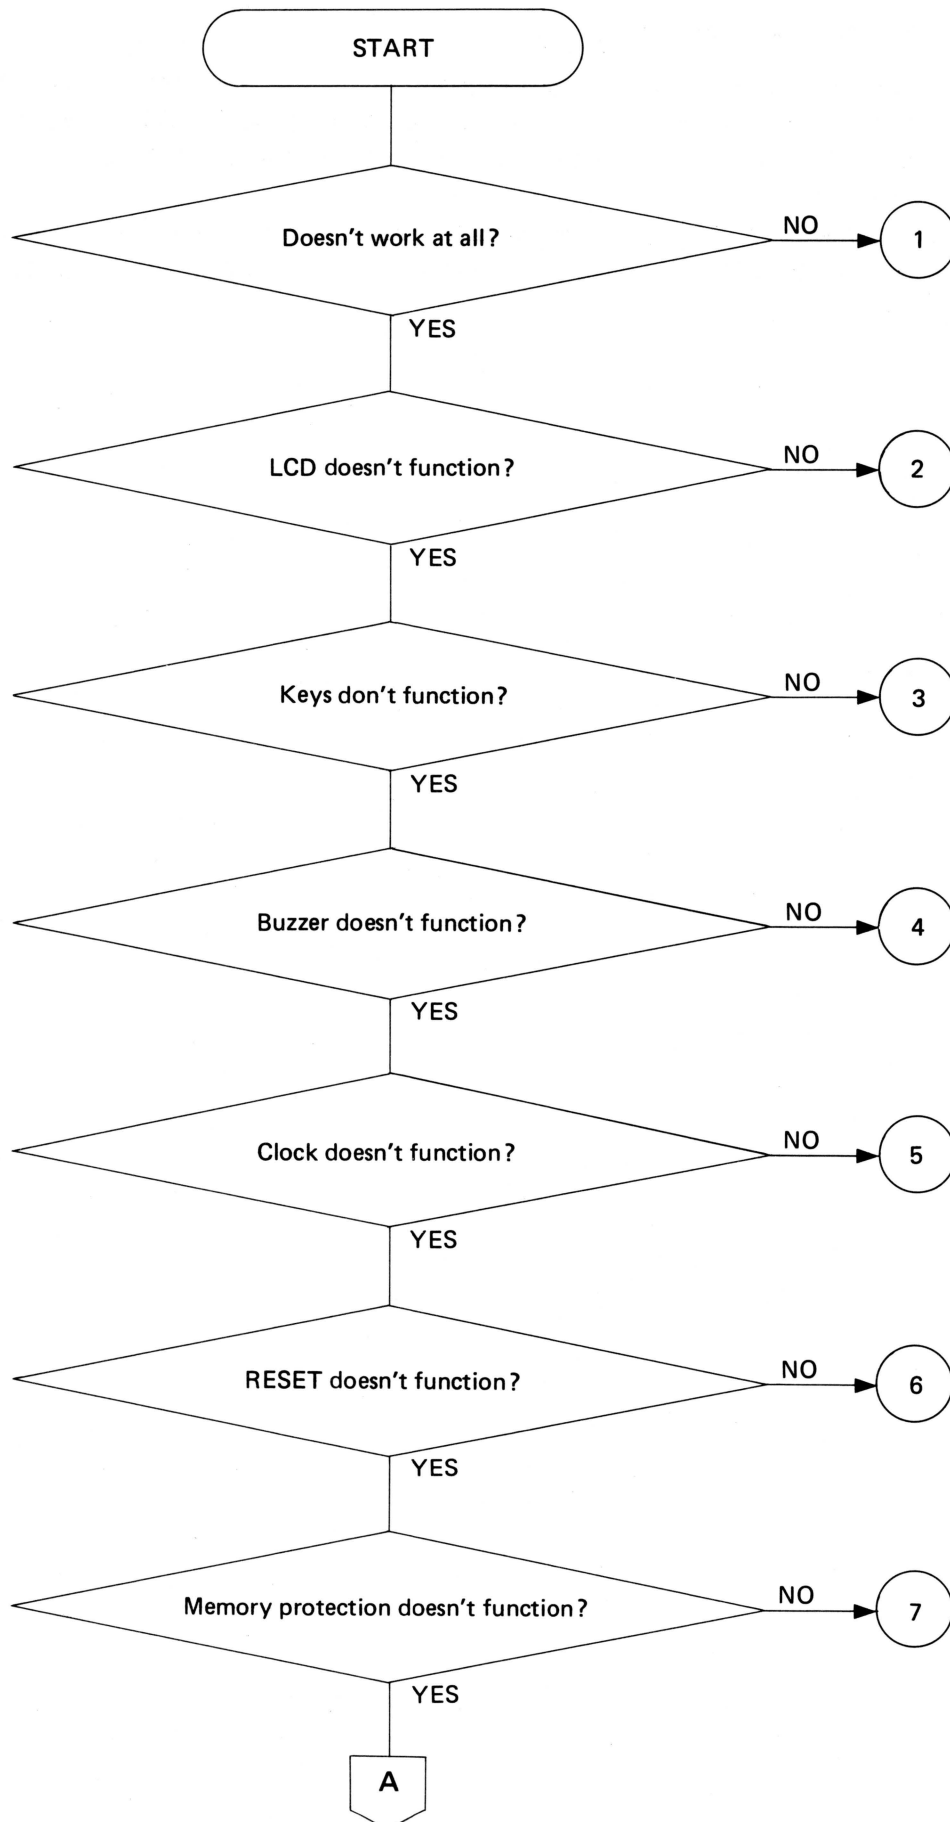 START
Doesn't work at all?
NO
1
YES
LCD doesn't function?
NO
2
YES
Keys don't function?
NO
3
YES
Buzzer doesn't function?
NO
4
YES
Clock doesn't function?
NO
5
YES
RESET doesn't function?
NO
6
YES
Memory protection doesn't function?
NO
7
YES
A